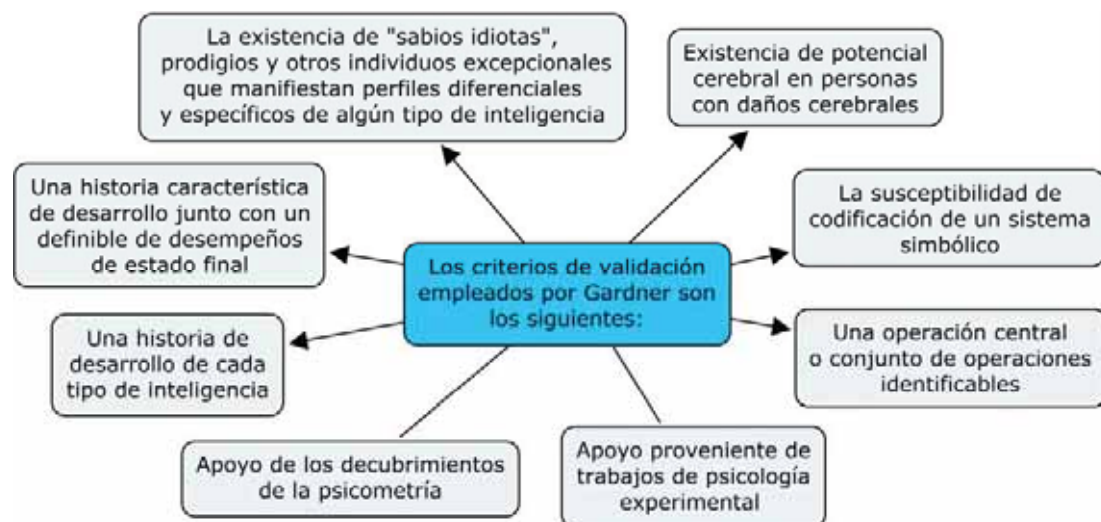 La existencia de "sabios idiotas",
prodigios y otros individuos excepcionales
que manifiestan perfiles diferenciales
y específicos de algún tipo de inteligencia
Existencia de potencial
cerebral en personas
con daños cerebrales
Una historia característica
de desarrollo junto con un
definible de desempeños
de estado final
La susceptibilidad de
codificación de un sistema
simbólico
Los criterios de validación
empleados por Gardner son
los siguientes:
Una historia de
desarrollo de cada
tipo de inteligencia
Una operación central
o conjunto de operaciones
identificables
Apoyo de los decubrimientos
de la psicometría
Apoyo proveniente de
trabajos de psicología
experimental